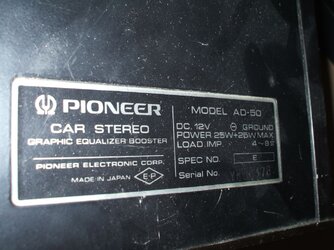 PIONEER
CAR STEREO
GRAPHIC EQUALIZER BOOSTER
PIONEER ELECTRONIC CORP.
MADE IN JAPAN E-P
MODEL AD-50
DC. 12V ⊖ GROUND
POWER 25W+25W MAX
LOAD IMP. 4~8Ω
SPEC NO. E
Serial No.